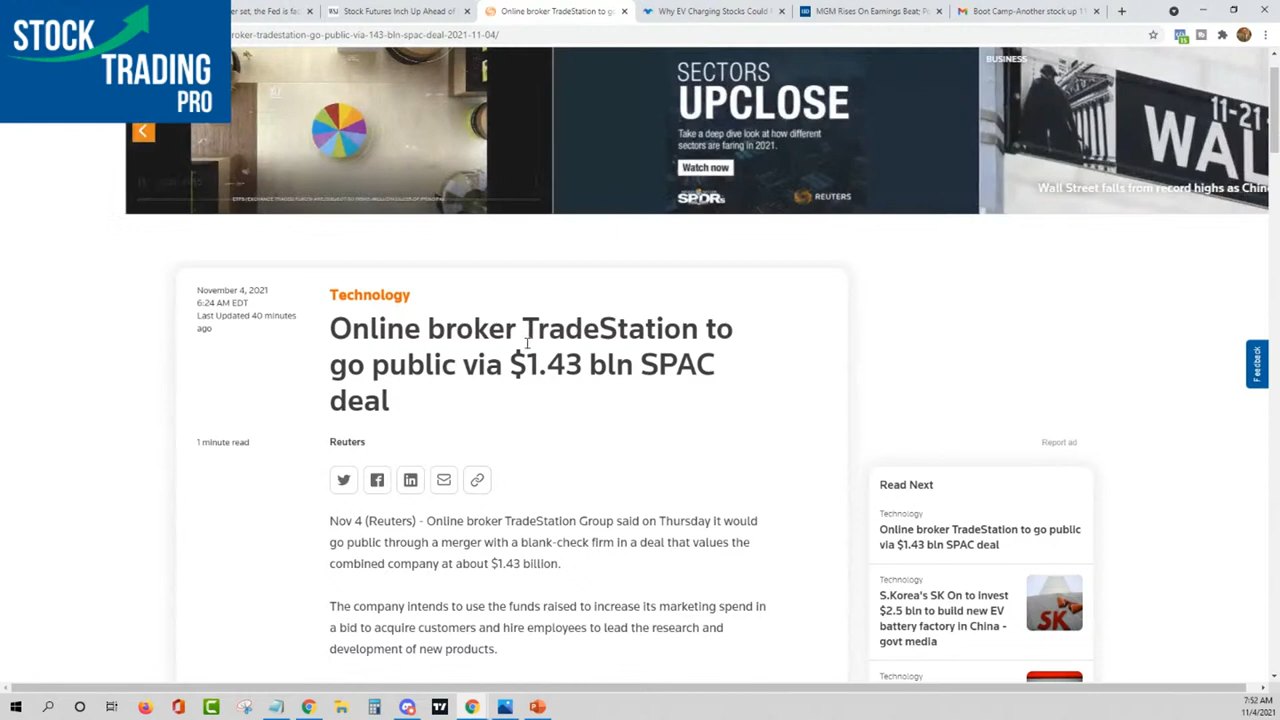 STOCK
TRADING
PRO
er set, the Fed is fac
Stock Futures Inch Up Ahead of
Online broker TradeStation to go
Why EV Charging Stocks Could
MGM Rises On Earnings Beat; P
Boot Camp-Another stock up 11
roker-tradestation-go-public-via-143-bln-spac-deal-2021-11-04/
SECTORS
UPCLOSE
Take a deep dive look at how different
sectors are faring in 2021.
Watch now
SPDRs
REUTERS
BUSINESS
11-21
WAL
Wall Street falls from record highs as Chin
November 4, 2021
6:24 AM EDT
Last Updated 40 minutes
ago
Technology
Online broker TradeStation to
go public via $1.43 bln SPAC
deal
1 minute read
Reuters
Nov 4 (Reuters) - Online broker TradeStation Group said on Thursday it would
go public through a merger with a blank-check firm in a deal that values the
combined company at about $1.43 billion.
The company intends to use the funds raised to increase its marketing spend in
a bid to acquire customers and hire employees to lead the research and
development of new products.
Feedback
Report ad
Read Next
Technology
Online broker TradeStation to go public
via $1.43 bln SPAC deal
Technology
S.Korea's SK On to invest
$2.5 bln to build new EV
battery factory in China -
govt media
SK
Technology
7:52 AM
11/4/2021